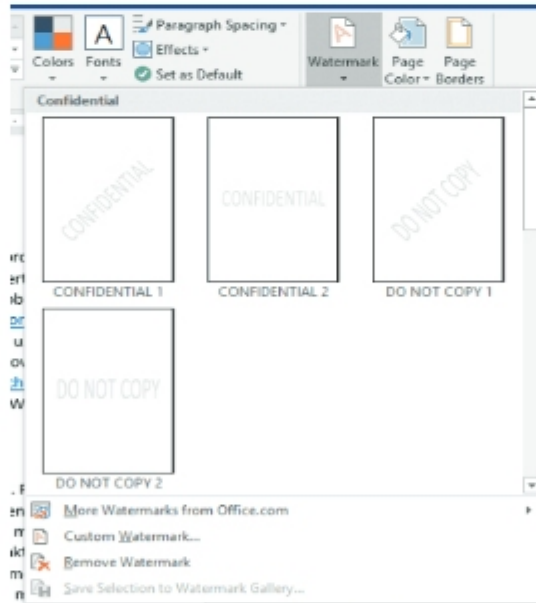 Paragraph Spacing
Effects
Set as Default
Colors
Fonts
A
Watermark
Page
Color
Page
Borders
Confidential
CONFIDENTIAL
CONFIDENTIAL
DO NOT COPY
CONFIDENTIAL 1
CONFIDENTIAL 2
DO NOT COPY 1
DO NOT COPY
DO NOT COPY 2
More Watermarks from Office.com
Custom Watermark...
Remove Watermark
Save Selection to Watermark Gallery...